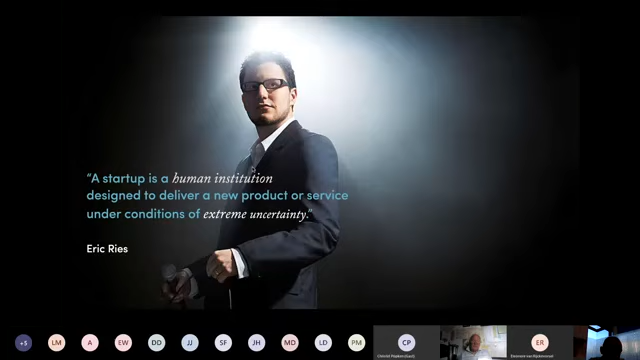 "A startup is a human institution
designed to deliver a new product or service
under conditions of extreme uncertainty."
Eric Ries
+5
LM
A
EW
DD
JJ
SF
JH
MD
LD
PM
CP
ER